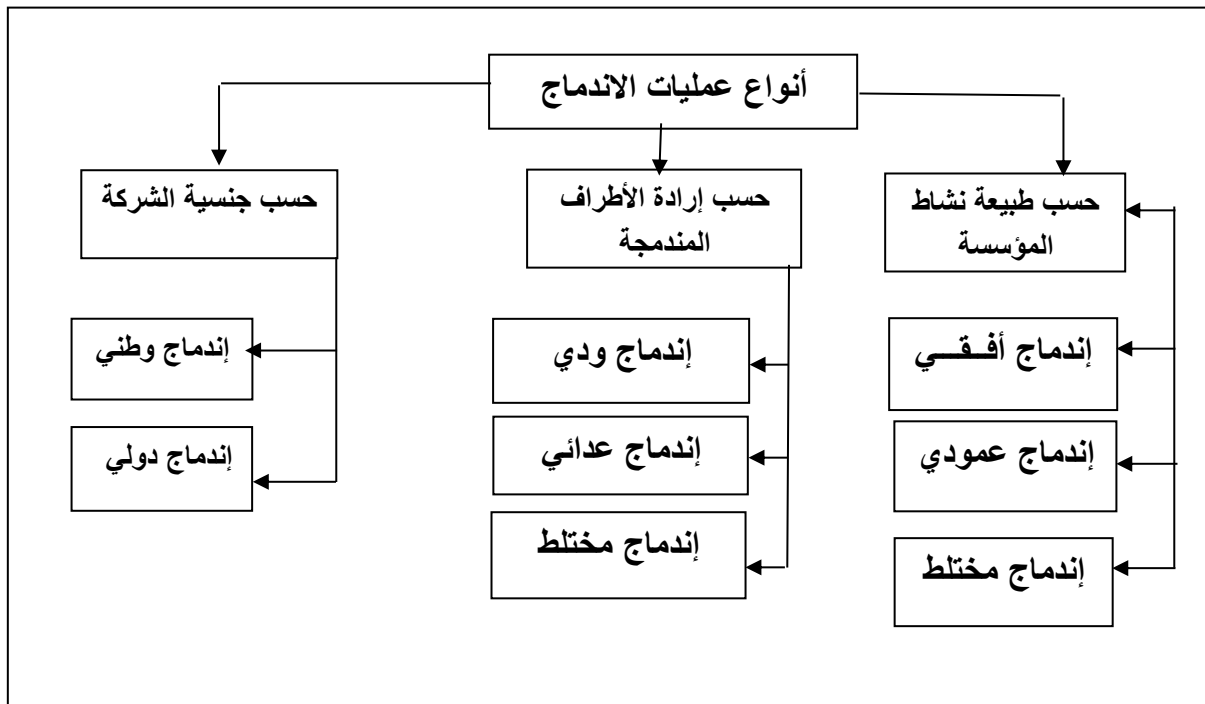 أنواع عمليات الاندماج
حسب طبيعة نشاط
المؤسسة
إندماج أفـقـــي
إندماج عمودي
إندماج مختلط
حسب إرادة الأطراف
المندمجة
إندماج ودي
إندماج عدائي
إندماج مختلط
حسب جنسية الشركة
إندماج وطني
إندماج دولي